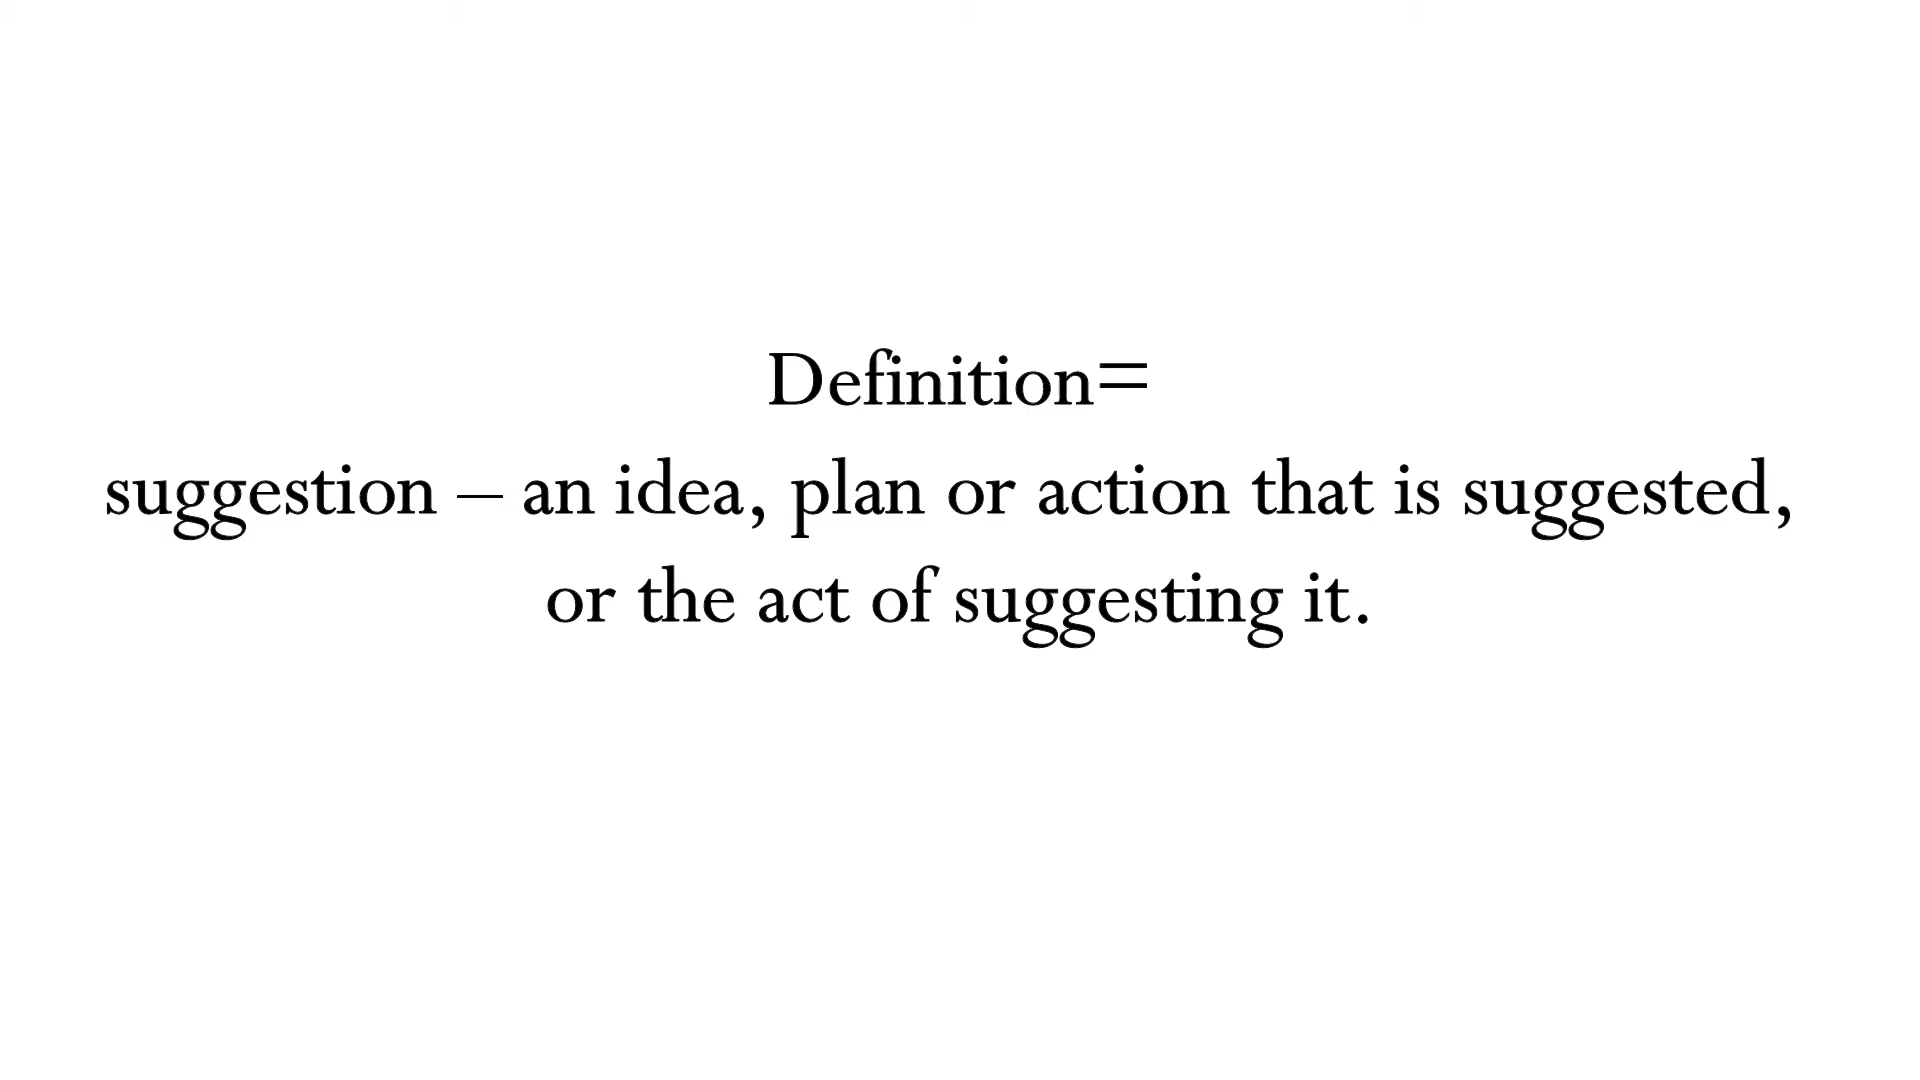 Definition=
suggestion – an idea, plan or action that is suggested,
or the act of suggesting it.